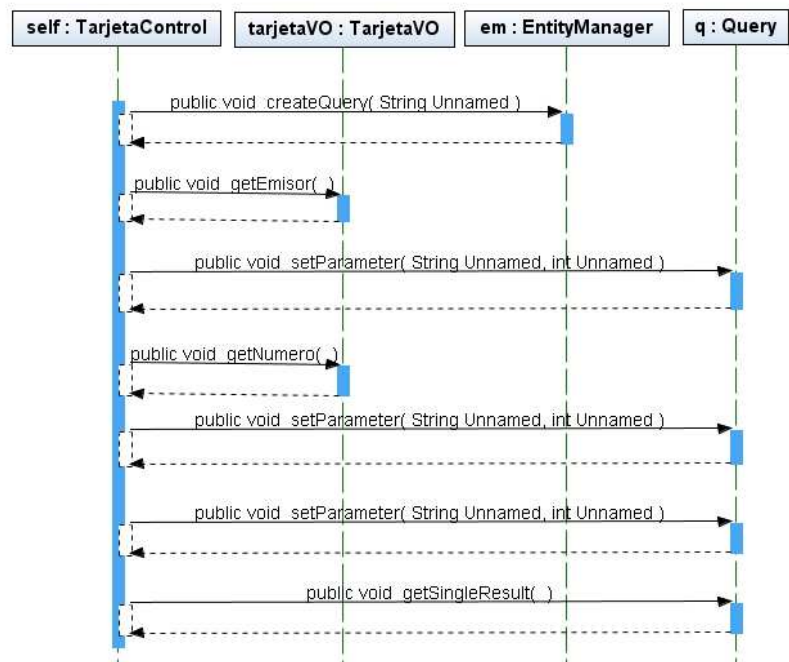 self : TarjetaControl
tarjetaVO : TarjetaVO
em : EntityManager
q : Query
public void createQuery( String Unnamed )
public void getEmisor( )
public void setParameter( String Unnamed, int Unnamed )
public void getNumero( )
public void setParameter( String Unnamed, int Unnamed )
public void setParameter( String Unnamed, int Unnamed )
public void getSingleResult( )